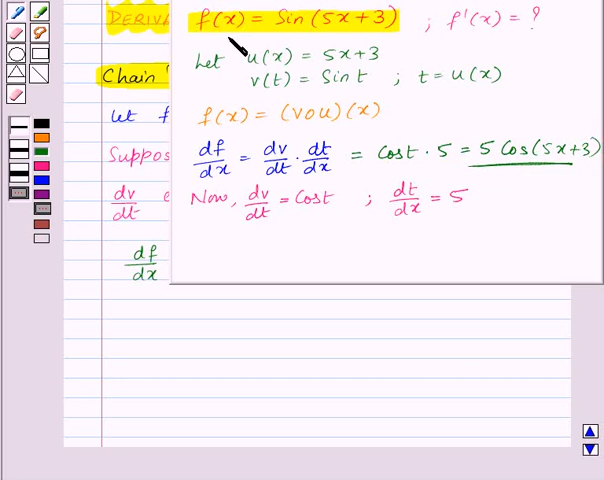 DERIVA
f(x) = Sin (5x+3) ; f'(x) = ?
Let u(x) = 5x+3
Chain
v(t) = Sin t ; t = u(x)
Let f
f(x) = (vou)(x)
Suppos
df/dx = dv/dt · dt/dx = Cost · 5 = 5 Cos(5x+3)
dv/dt
Now, dv/dt = Cost ; dt/dx = 5
df/dx